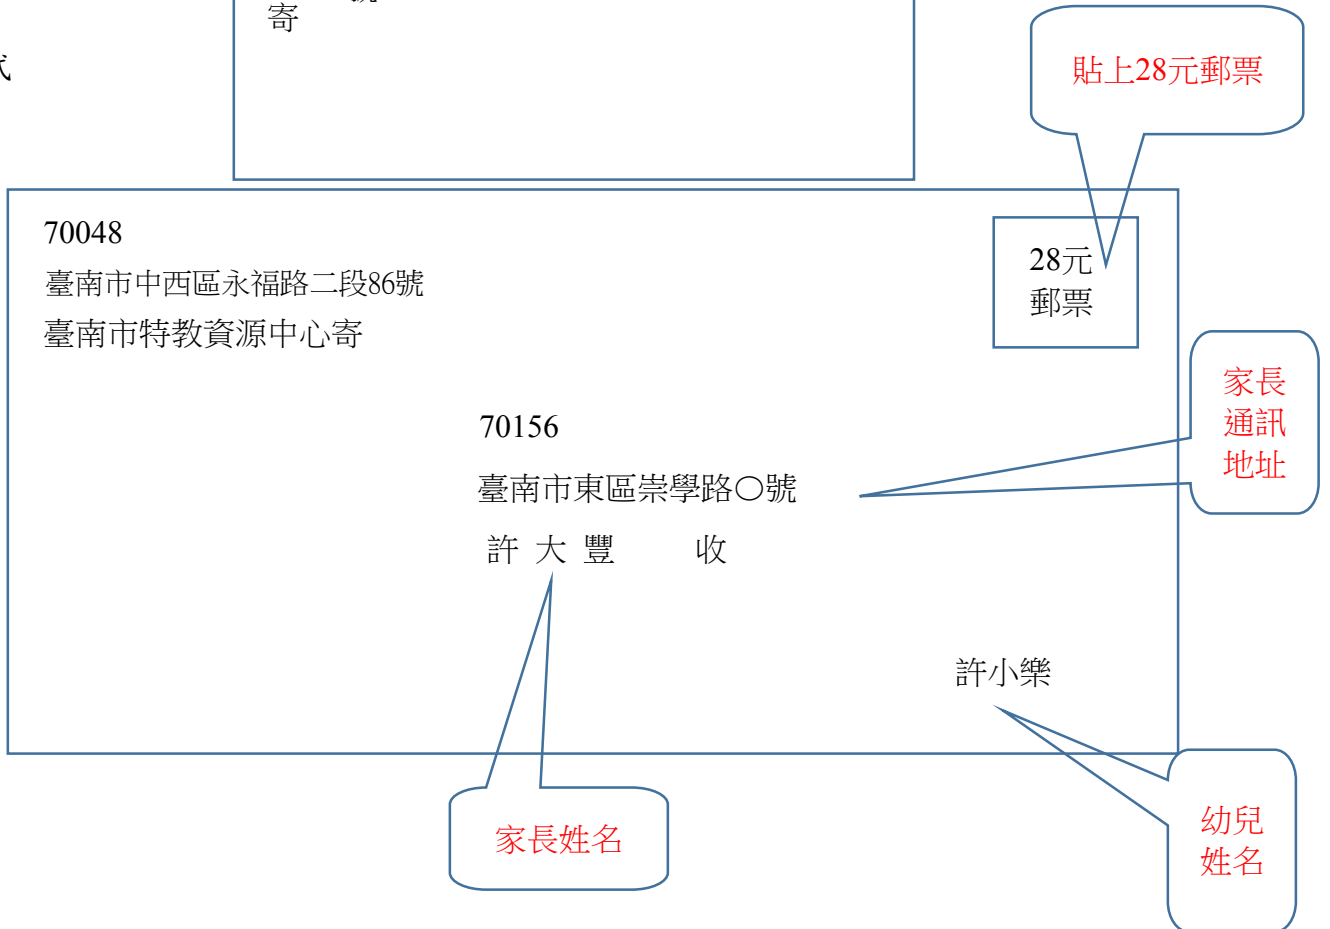 寄
貼上28元郵票
70048
臺南市中西區永福路二段86號
臺南市特教資源中心寄
28元
郵票
家長
通訊
地址
70156
臺南市東區崇學路○號
許 大 豐 收
許小樂
家長姓名
幼兒
姓名